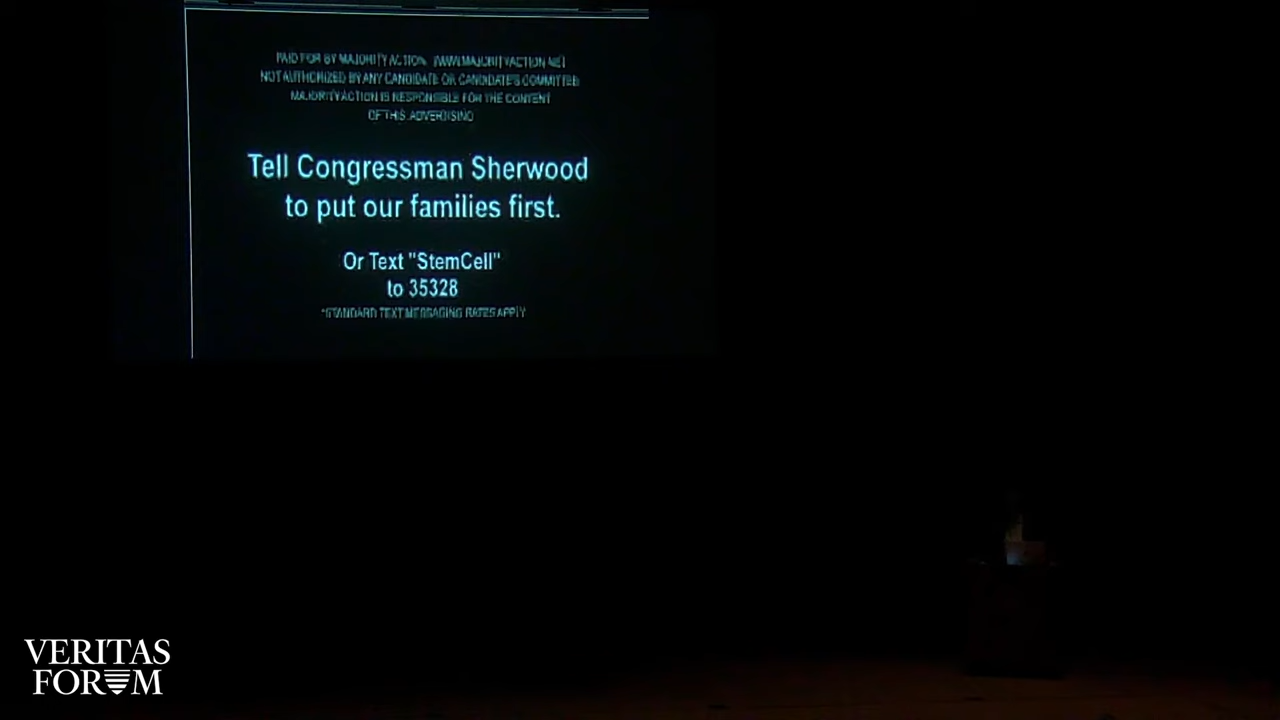 PAID FOR BY MAJORITY ACTION. WWW.MAJORITYACTION.NET
NOT AUTHORIZED BY ANY CANDIDATE OR CANDIDATE'S COMMITTEE
MAJORITY ACTION IS RESPONSIBLE FOR THE CONTENT
OF THIS ADVERTISING
Tell Congressman Sherwood
to put our families first.
Or Text "StemCell"
to 35328
*STANDARD TEXT MESSAGING RATES APPLY
VERITAS
FORUM